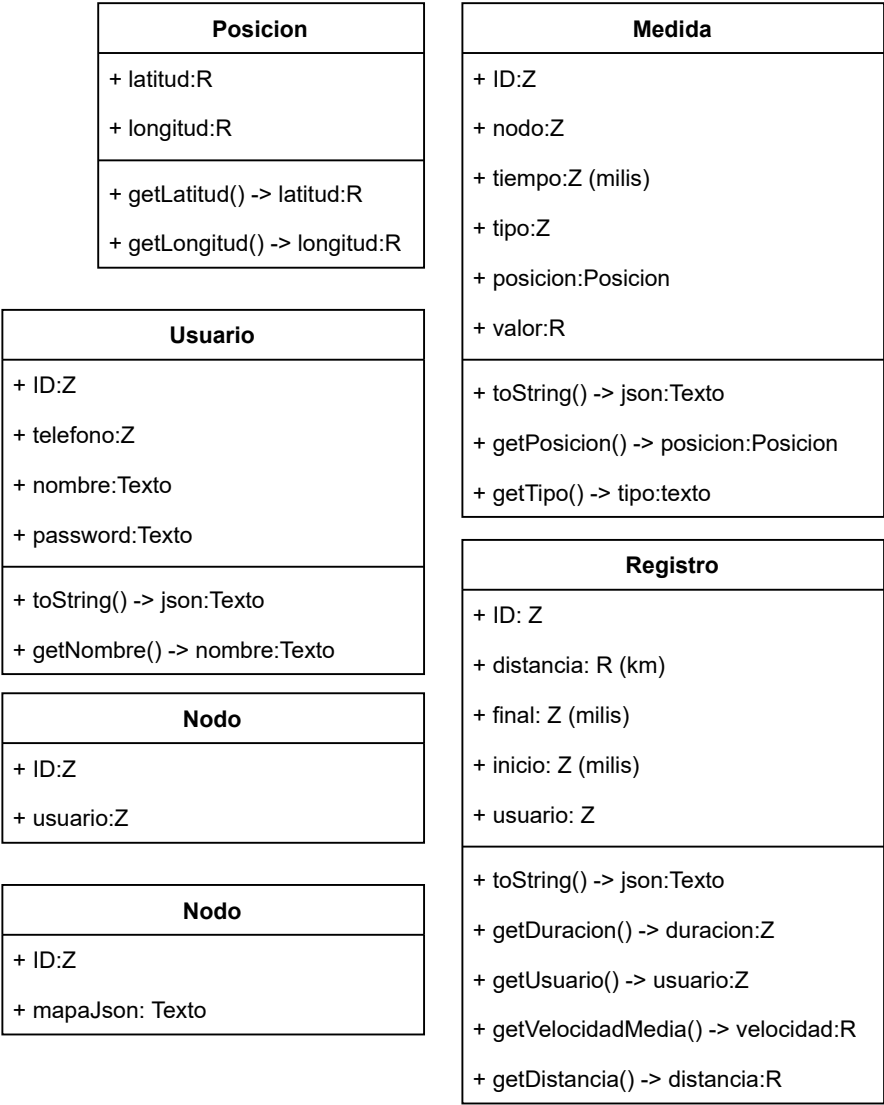 Posicion
+ latitud:R
+ longitud:R
+ getLatitud() -> latitud:R
+ getLongitud() -> longitud:R
Usuario
+ ID:Z
+ telefono:Z
+ nombre:Texto
+ password:Texto
+ toString() -> json:Texto
+ getNombre() -> nombre:Texto
Nodo
+ ID:Z
+ usuario:Z
Nodo
+ ID:Z
+ mapaJson: Texto
Medida
+ ID:Z
+ nodo:Z
+ tiempo:Z (milis)
+ tipo:Z
+ posicion:Posicion
+ valor:R
+ toString() -> json:Texto
+ getPosicion() -> posicion:Posicion
+ getTipo() -> tipo:texto
Registro
+ ID: Z
+ distancia: R (km)
+ final: Z (milis)
+ inicio: Z (milis)
+ usuario: Z
+ toString() -> json:Texto
+ getDuracion() -> duracion:Z
+ getUsuario() -> usuario:Z
+ getVelocidadMedia() -> velocidad:R
+ getDistancia() -> distancia:R